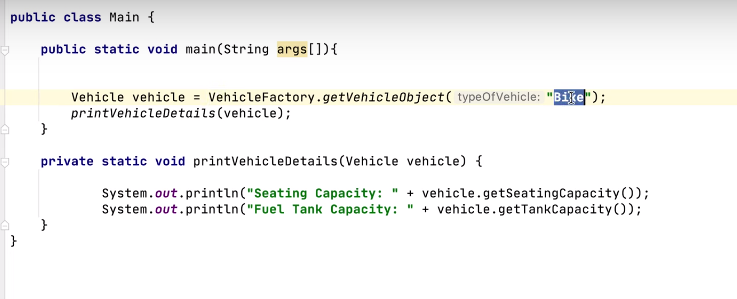 public class Main {
public static void main(String args[]){
Vehicle vehicle = VehicleFactory.getVehicleObject( typeOfVehicle: "Bike");
printVehicleDetails(vehicle);
}
private static void printVehicleDetails(Vehicle vehicle) {
System.out.println("Seating Capacity: " + vehicle.getSeatingCapacity());
System.out.println("Fuel Tank Capacity: " + vehicle.getTankCapacity());
}
}